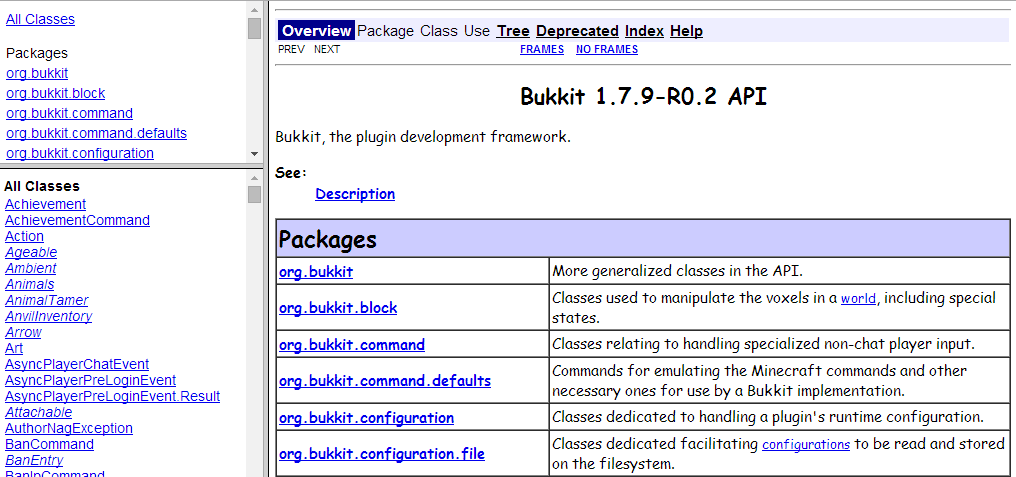 All Classes
Packages
org.bukkit
org.bukkit.block
org.bukkit.command
org.bukkit.command.defaults
org.bukkit.configuration
All Classes
Achievement
AchievementCommand
Action
Ageable
Ambient
Animals
AnimalTamer
AnvilInventory
Arrow
Art
AsyncPlayerChatEvent
AsyncPlayerPreLoginEvent
AsyncPlayerPreLoginEvent.Result
Attachable
AuthorNagException
BanCommand
BanEntry
BanIpCommand
Overview Package Class Use Tree Deprecated Index Help
PREV NEXT FRAMES NO FRAMES
Bukkit 1.7.9-R0.2 API
Bukkit, the plugin development framework.
See:
Description
Packages
org.bukkit More generalized classes in the API.
org.bukkit.block Classes used to manipulate the voxels in a world, including special
states.
org.bukkit.command Classes relating to handling specialized non-chat player input.
org.bukkit.command.defaults Commands for emulating the Minecraft commands and other
necessary ones for use by a Bukkit implementation.
org.bukkit.configuration Classes dedicated to handling a plugin's runtime configuration.
org.bukkit.configuration.file Classes dedicated facilitating configurations to be read and stored
on the filesystem.